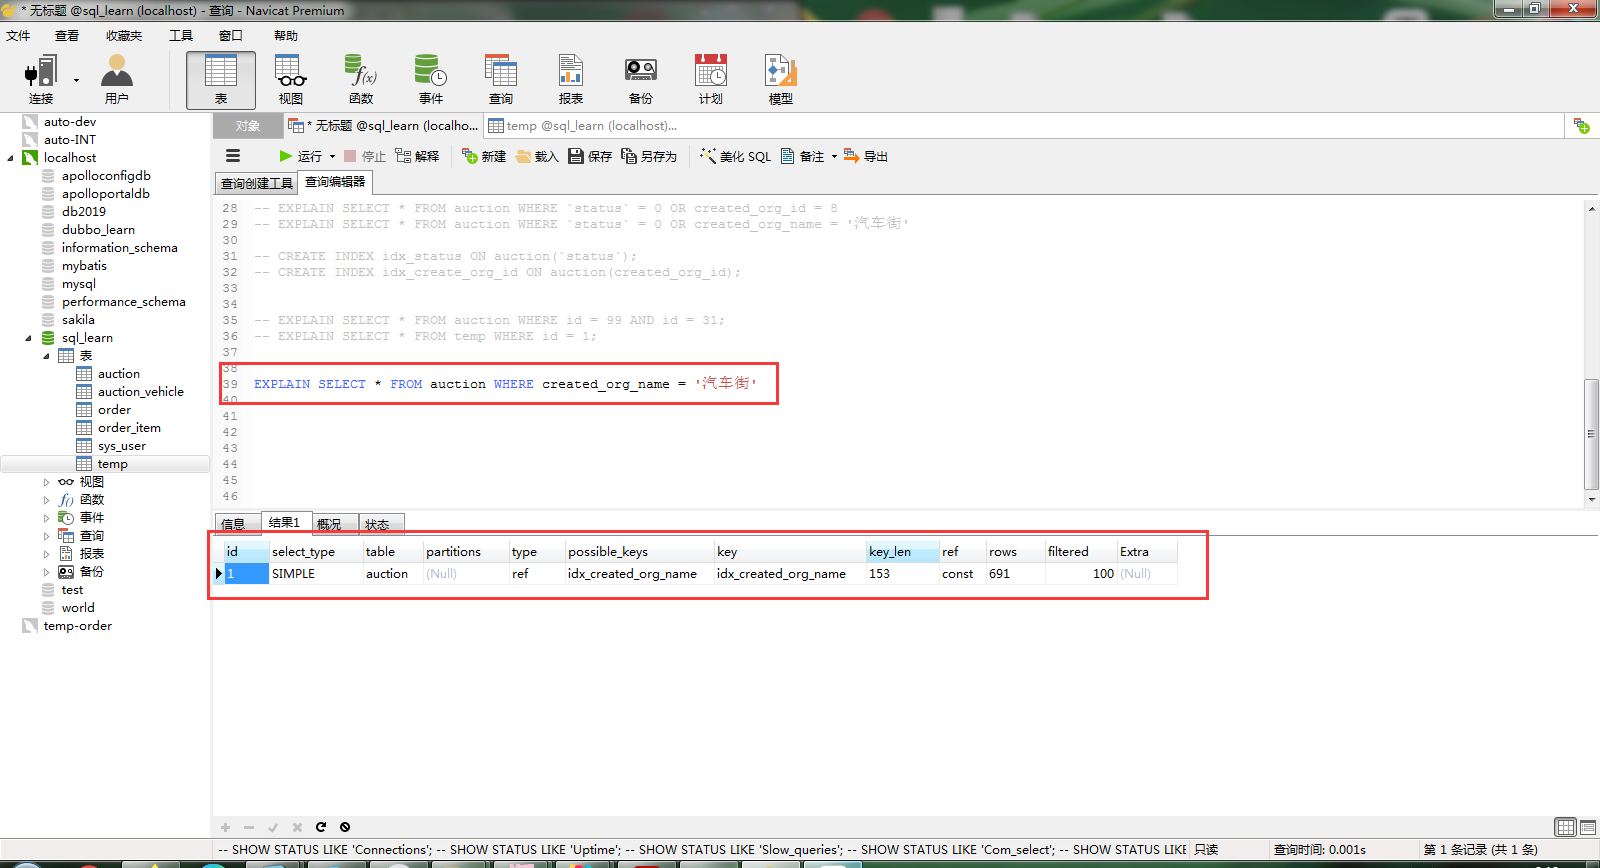 * 无标题 @sql_learn (localhost) - 查询 - Navicat Premium
文件 查看 收藏夹 工具 窗口 帮助
连接 用户 表 视图 函数 事件 查询 报表 备份 计划 模型
对象 * 无标题 @sql_learn (localho... temp @sql_learn (localhost)...
运行 停止 解释 新建 载入 保存 另存为 美化 SQL 备注 导出
查询创建工具 查询编辑器
auto-dev
auto-INT
localhost
apolloconfigdb
apolloportaldb
db2019
dubbo_learn
information_schema
mybatis
mysql
performance_schema
sakila
sql_learn
表
auction
auction_vehicle
order
order_item
sys_user
temp
视图
函数
事件
查询
报表
备份
test
world
temp-order
28 -- EXPLAIN SELECT * FROM auction WHERE `status` = 0 OR created_org_id = 8
29 -- EXPLAIN SELECT * FROM auction WHERE `status` = 0 OR created_org_name = '汽车街'
30
31 -- CREATE INDEX idx_status ON auction(`status`);
32 -- CREATE INDEX idx_create_org_id ON auction(created_org_id);
33
34
35 -- EXPLAIN SELECT * FROM auction WHERE id = 99 AND id = 31;
36 -- EXPLAIN SELECT * FROM temp WHERE id = 1;
37
38
39 EXPLAIN SELECT * FROM auction WHERE created_org_name = '汽车街'
40
41
42
43
44
45
46
信息 结果1 概况 状态
id select_type table partitions type possible_keys key key_len ref rows filtered Extra
1 SIMPLE auction (Null) ref idx_created_org_name idx_created_org_name 153 const 691 100 (Null)
-- SHOW STATUS LIKE 'Connections'; -- SHOW STATUS LIKE 'Uptime'; -- SHOW STATUS LIKE 'Slow_queries'; -- SHOW STATUS LIKE 'Com_select'; -- SHOW STATUS LIKE 只读 查询时间: 0.001s 第 1 条记录 (共 1 条)